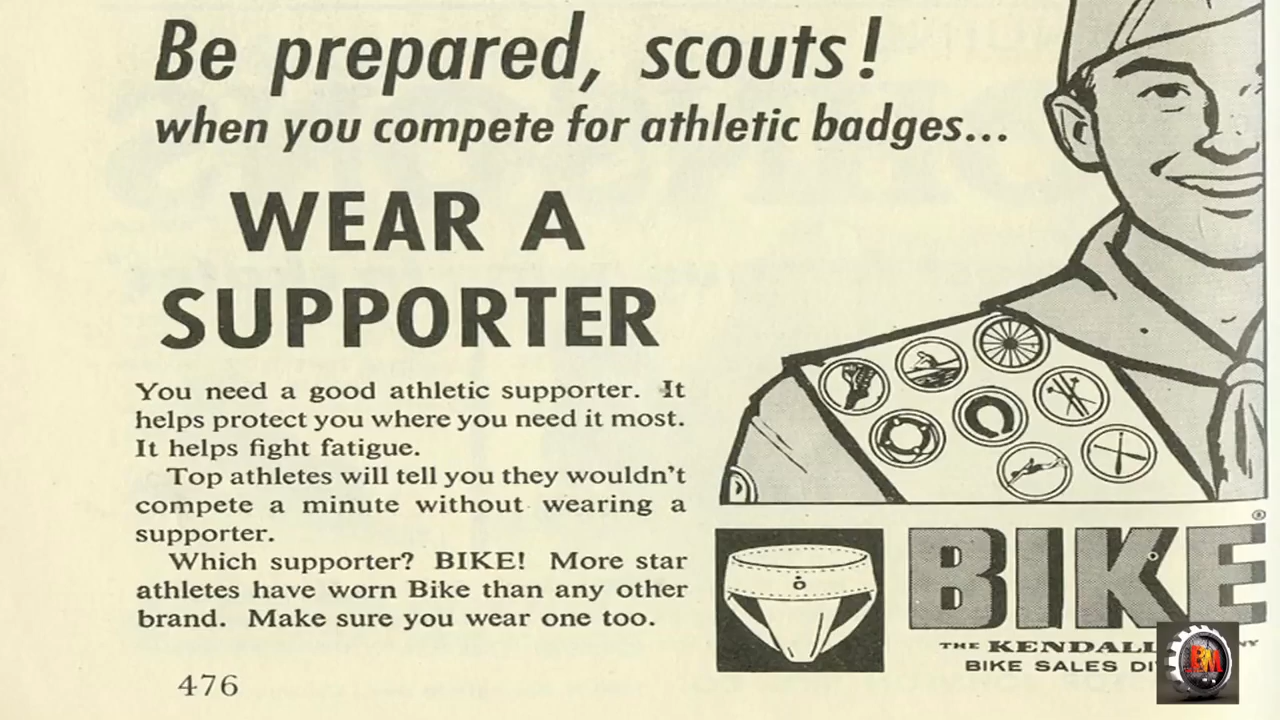 Be prepared, scouts!
when you compete for athletic badges...
WEAR A
SUPPORTER
You need a good athletic supporter. It
helps protect you where you need it most.
It helps fight fatigue.
Top athletes will tell you they wouldn't
compete a minute without wearing a
supporter.
Which supporter? BIKE! More star
athletes have worn Bike than any other
brand. Make sure you wear one too.
476
BIKE®
THE KENDALL
BIKE SALES